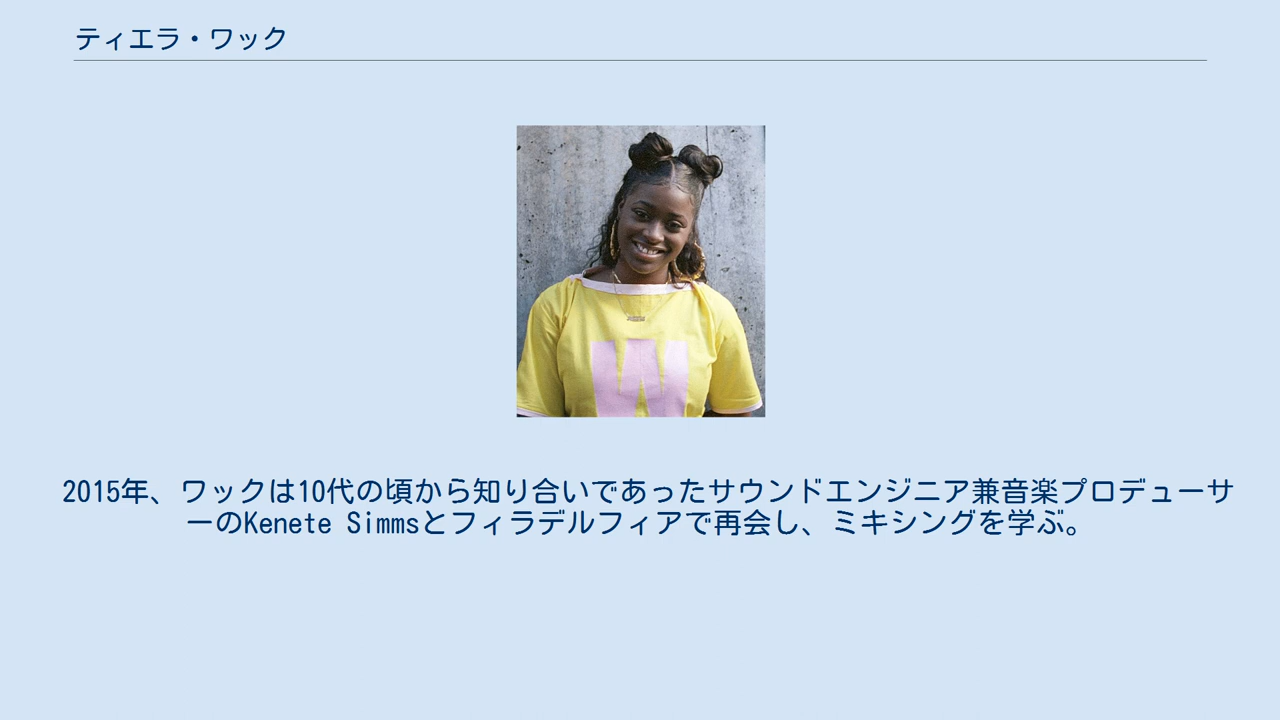 ティエラ・ワック
W
2015年、ワックは10代の頃から知り合いであったサウンドエンジニア兼音楽プロデューサ
ーのKenete Simmsとフィラデルフィアで再会し、ミキシングを学ぶ。